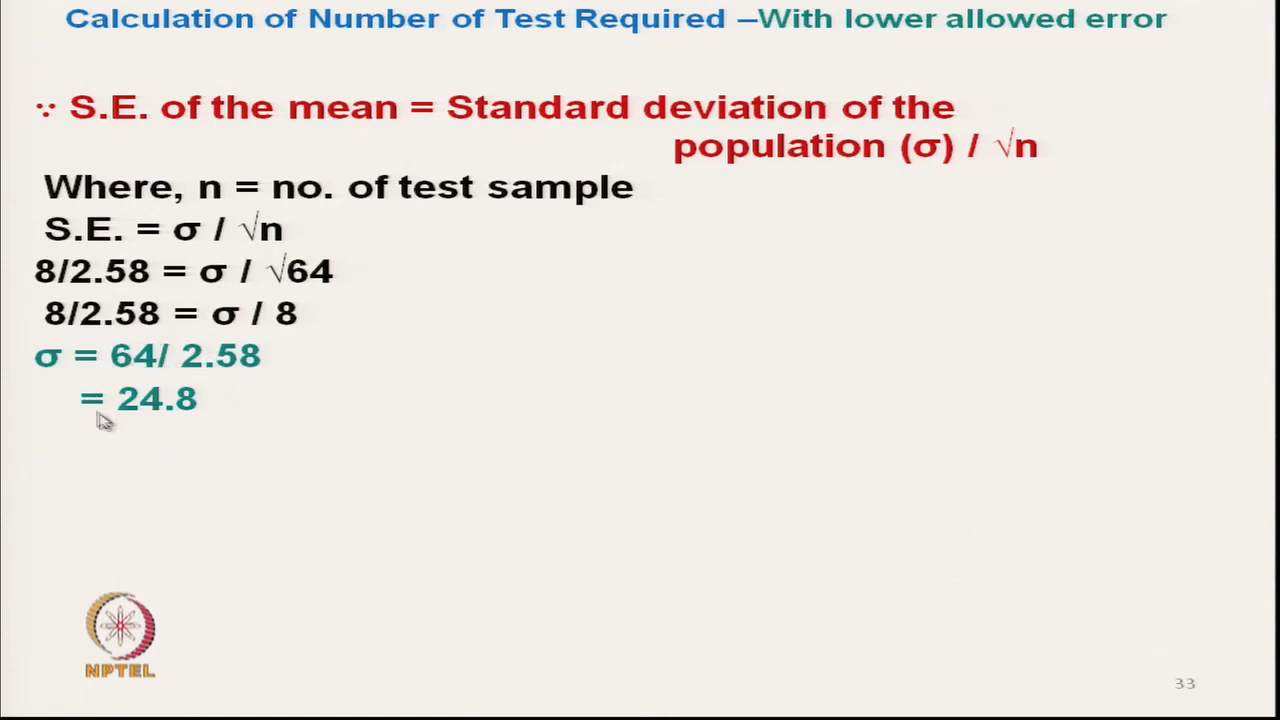 Calculation of Number of Test Required –With lower allowed error
∵ S.E. of the mean = Standard deviation of the
population (σ) / √n
Where, n = no. of test sample
S.E. = σ / √n
8/2.58 = σ / √64
8/2.58 = σ / 8
σ = 64/ 2.58
= 24.8
NPTEL
33